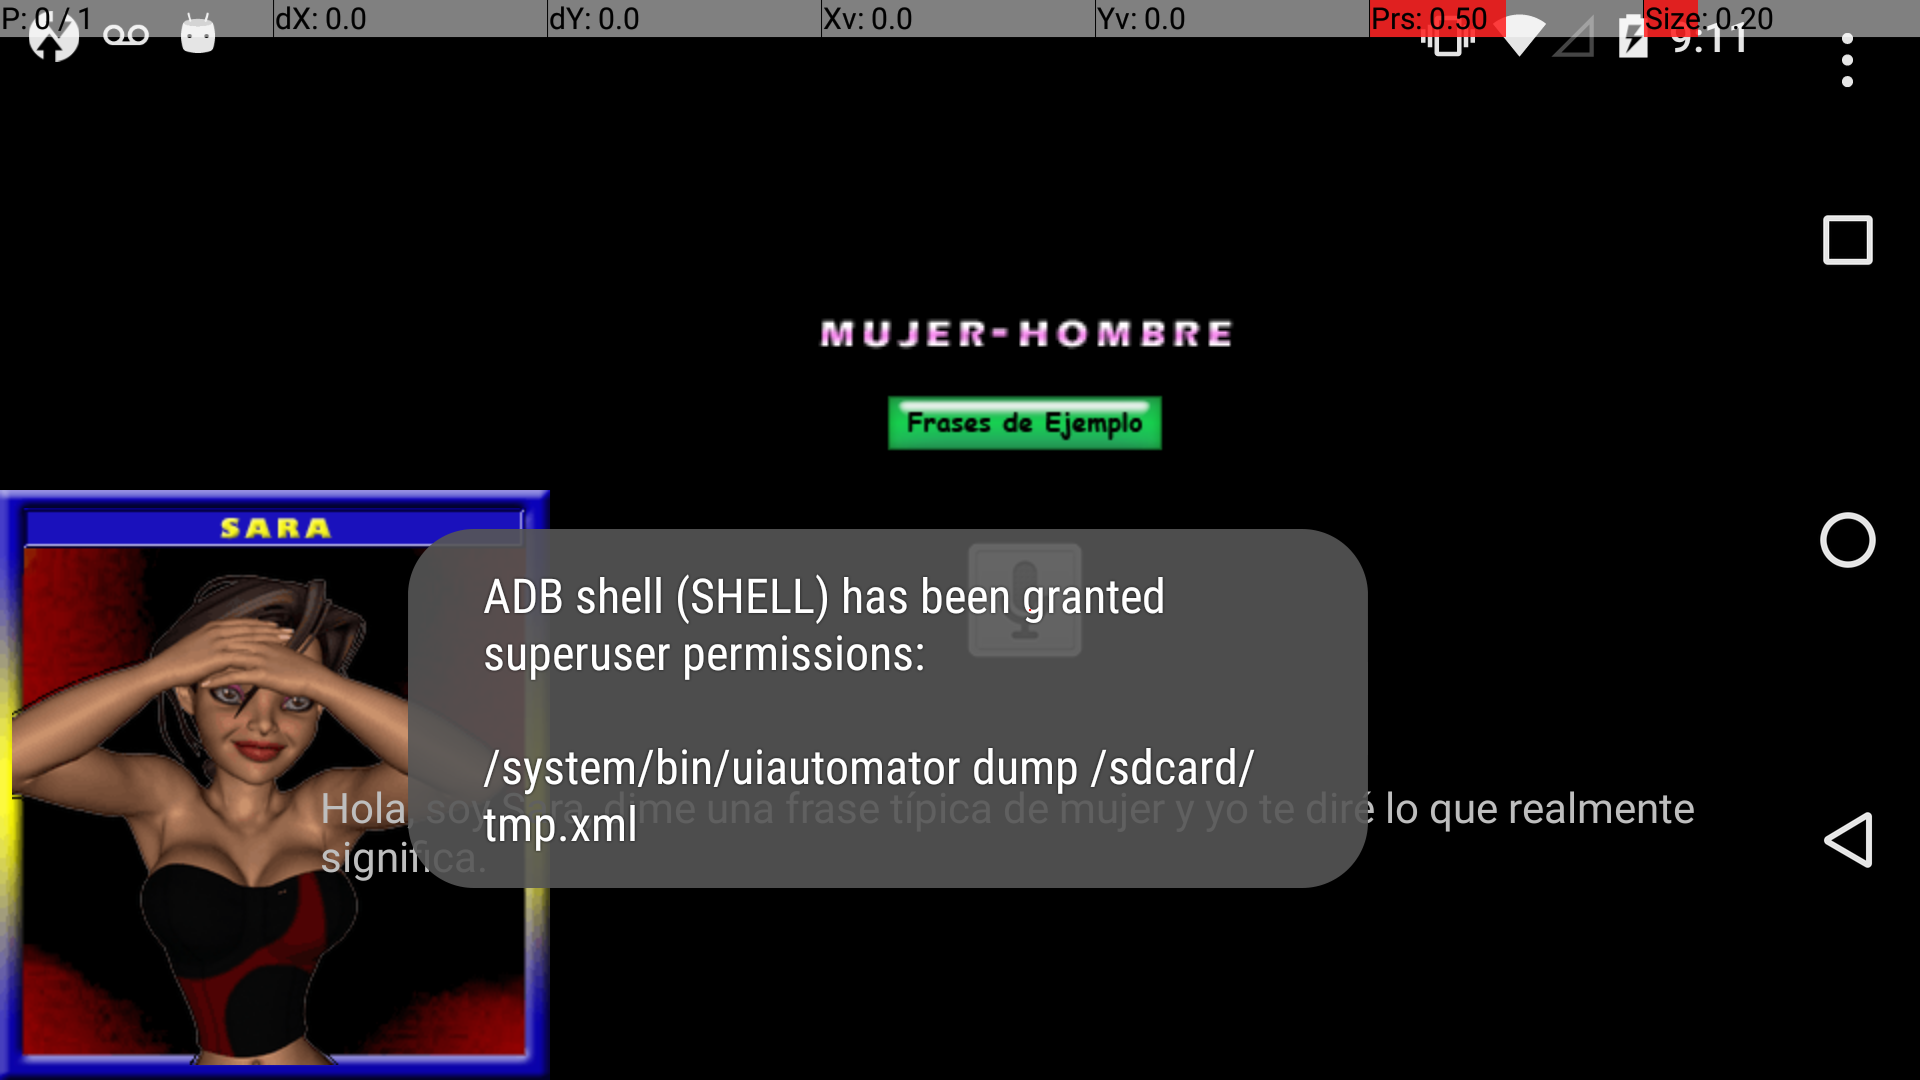 P: 0 / 1 dX: 0.0 dY: 0.0 Xv: 0.0 Yv: 0.0 Prs: 0.50 Size: 0.20
9:11
MUJER-HOMBRE
Frases de Ejemplo
SARA
ADB shell (SHELL) has been granted
superuser permissions:
/system/bin/uiautomator dump /sdcard/
tmp.xml
Hola, soy Sara, dime una frase típica de mujer y yo te diré lo que realmente
significa.